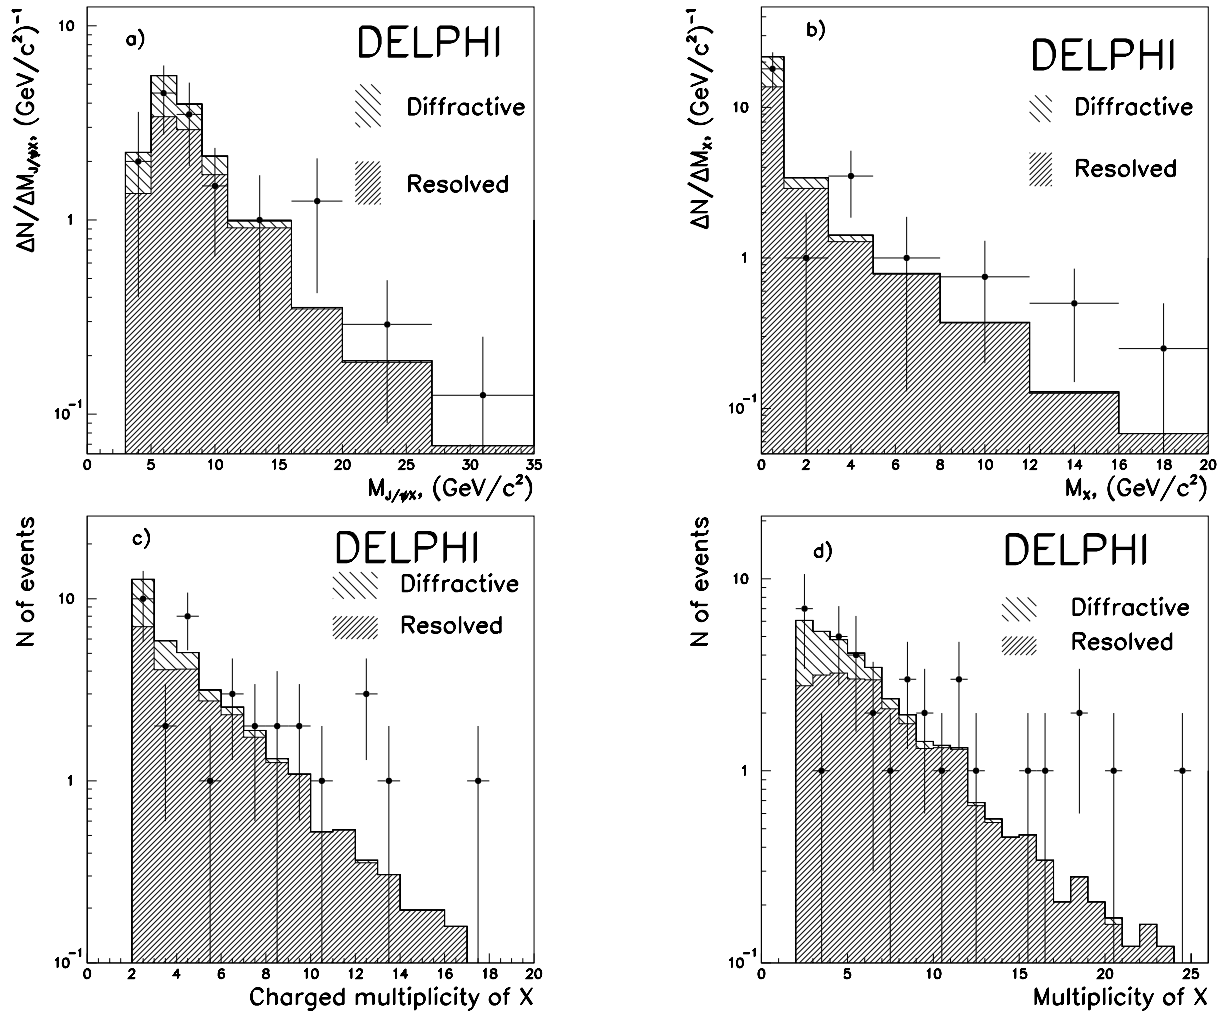 ΔN/ΔM_J/ψX, (GeV/c²)⁻¹
10
1
10⁻¹
a)
DELPHI
Diffractive
Resolved
0 5 10 15 20 25 30 35
M_J/ψX, (GeV/c²)
ΔN/ΔM_X, (GeV/c²)⁻¹
10
1
10⁻¹
b)
DELPHI
Diffractive
Resolved
0 2 4 6 8 10 12 14 16 18 20
M_X, (GeV/c²)
N of events
10
1
10⁻¹
c)
DELPHI
Diffractive
Resolved
0 2 4 6 8 10 12 14 16 18 20
Charged multiplicity of X
N of events
10
1
10⁻¹
d)
DELPHI
Diffractive
Resolved
0 5 10 15 20 25
Multiplicity of X